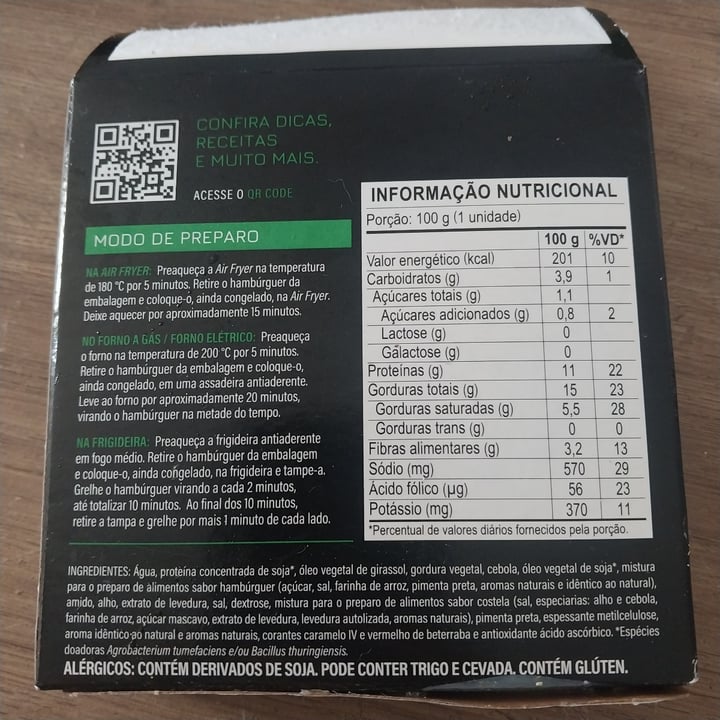 CONFIRA DICAS,
RECEITAS
E MUITO MAIS.
ACESSE O QR CODE
MODO DE PREPARO
NA AIR FRYER: Preaqueça a Air Fryer na temperatura
de 180 °C por 5 minutos. Retire o hambúrguer da
embalagem e coloque-o, ainda congelado, na Air Fryer.
Deixe aquecer por aproximadamente 15 minutos.
NO FORNO A GÁS / FORNO ELÉTRICO: Preaqueça
o forno na temperatura de 200 °C por 5 minutos.
Retire o hambúrguer da embalagem e coloque-o,
ainda congelado, em uma assadeira antiaderente.
Leve ao forno por aproximadamente 20 minutos,
virando o hambúrguer na metade do tempo.
NA FRIGIDEIRA: Preaqueça a frigideira antiaderente
em fogo médio. Retire o hambúrguer da embalagem
e coloque-o, ainda congelado, na frigideira e tampe-a.
Grelhe o hambúrguer virando a cada 2 minutos,
até totalizar 10 minutos. Ao final dos 10 minutos,
retire a tampa e grelhe por mais 1 minuto de cada lado.
INFORMAÇÃO NUTRICIONAL
Porção: 100 g (1 unidade)
100 g %VD*
Valor energético (kcal) 201 10
Carboidratos (g) 3,9 1
Açúcares totais (g) 1,1
Açúcares adicionados (g) 0,8 2
Lactose (g) 0
Galactose (g) 0
Proteínas (g) 11 22
Gorduras totais (g) 15 23
Gorduras saturadas (g) 5,5 28
Gorduras trans (g) 0 0
Fibras alimentares (g) 3,2 13
Sódio (mg) 570 29
Ácido fólico (µg) 56 23
Potássio (mg) 370 11
*Percentual de valores diários fornecidos pela porção.
INGREDIENTES: Água, proteína concentrada de soja*, óleo vegetal de girassol, gordura vegetal, cebola, óleo vegetal de soja*, mistura
para o preparo de alimentos sabor hambúrguer (açúcar, sal, farinha de arroz, pimenta preta, aromas naturais e idêntico ao natural),
amido, alho, extrato de levedura, sal, dextrose, mistura para o preparo de alimentos sabor costela (sal, especiarias: alho e cebola,
farinha de arroz, açúcar mascavo, extrato de levedura, levedura autolizada, aromas naturais), pimenta preta, espessante metilcelulose,
aroma idêntico ao natural e aromas naturais, corantes caramelo IV e vermelho de beterraba e antioxidante ácido ascórbico. *Espécies
doadoras Agrobacterium tumefaciens e/ou Bacillus thuringiensis.
ALÉRGICOS: CONTÉM DERIVADOS DE SOJA. PODE CONTER TRIGO E CEVADA. CONTÉM GLÚTEN.